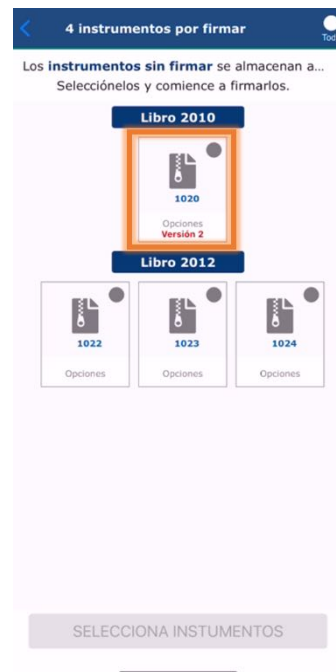 4 instrumentos por firmar
Tod
Los instrumentos sin firmar se almacenan a...
Selecciónelos y comience a firmarlos.
Libro 2010
1020
Opciones
Versión 2
Libro 2012
1022 1023 1024
Opciones Opciones Opciones
SELECCIONA INSTUMENTOS